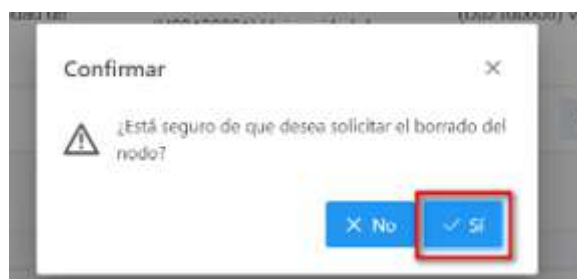 Confirmar
¿Está seguro de que desea solicitar el borrado del
nodo?
No
Sí